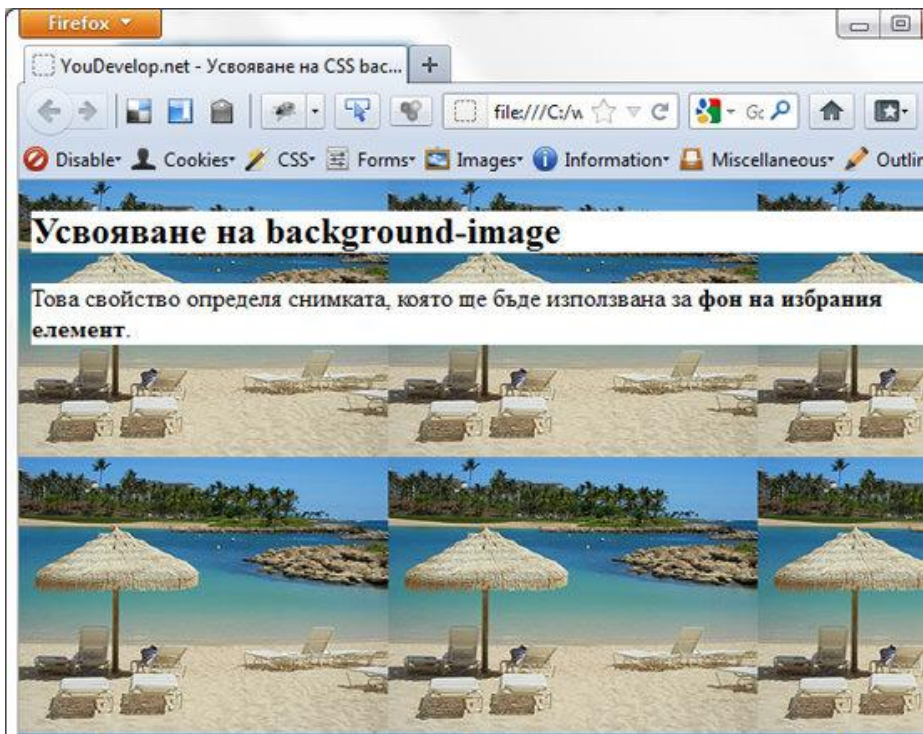 Firefox
YouDevelop.net - Усвояване на CSS bac...
file:///C:/w
Disable Cookies CSS Forms Images Information Miscellaneous Outlin
Усвояване на background-image
Това свойство определя снимката, която ще бъде използвана за фон на избрания
елемент.